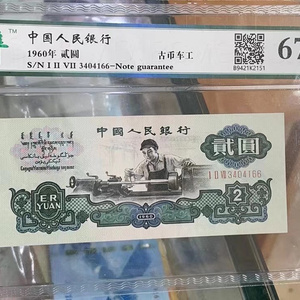 中国人民银行
1960年 贰圆
古币车工
67
S/N I II VII 3404166-Note guarantee
B9421K2151
中国人民银行
贰圆
I II VII 3404166
ER
YUAN
2
1960